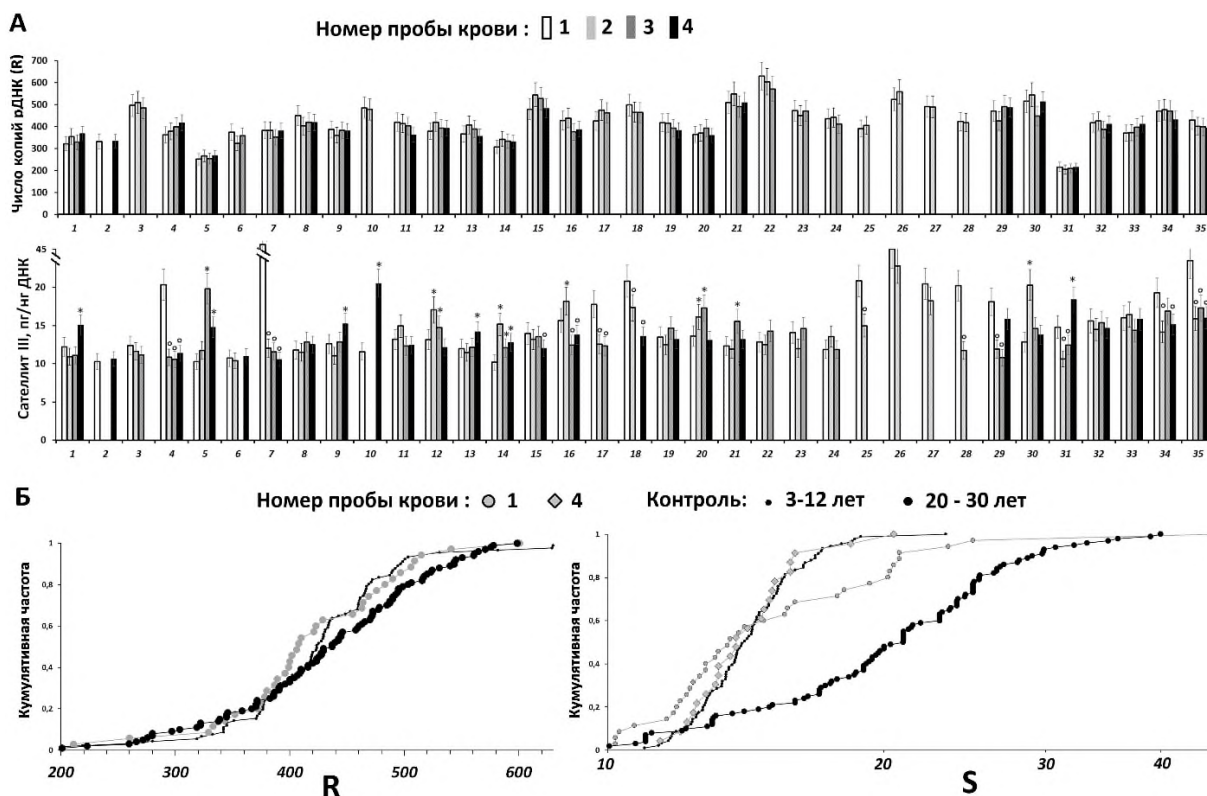 А
Номер пробы крови : 1 2 3 4
Число копий рДНК (R)
700
600
500
400
300
200
100
0
1 2 3 4 5 6 7 8 9 10 11 12 13 14 15 16 17 18 19 20 21 22 23 24 25 26 27 28 29 30 31 32 33 34 35
Сателлит III, пг/нг ДНК
45
20
15
10
5
0
1 2 3 4 5 6 7 8 9 10 11 12 13 14 15 16 17 18 19 20 21 22 23 24 25 26 27 28 29 30 31 32 33 34 35
Б
Номер пробы крови : 1 4 Контроль: 3-12 лет 20 - 30 лет
Кумулятивная частота
1
0,8
0,6
0,4
0,2
0
200 300 400 500 600
R
Кумулятивная частота
1
0,8
0,6
0,4
0,2
0
10 20 30 40
S